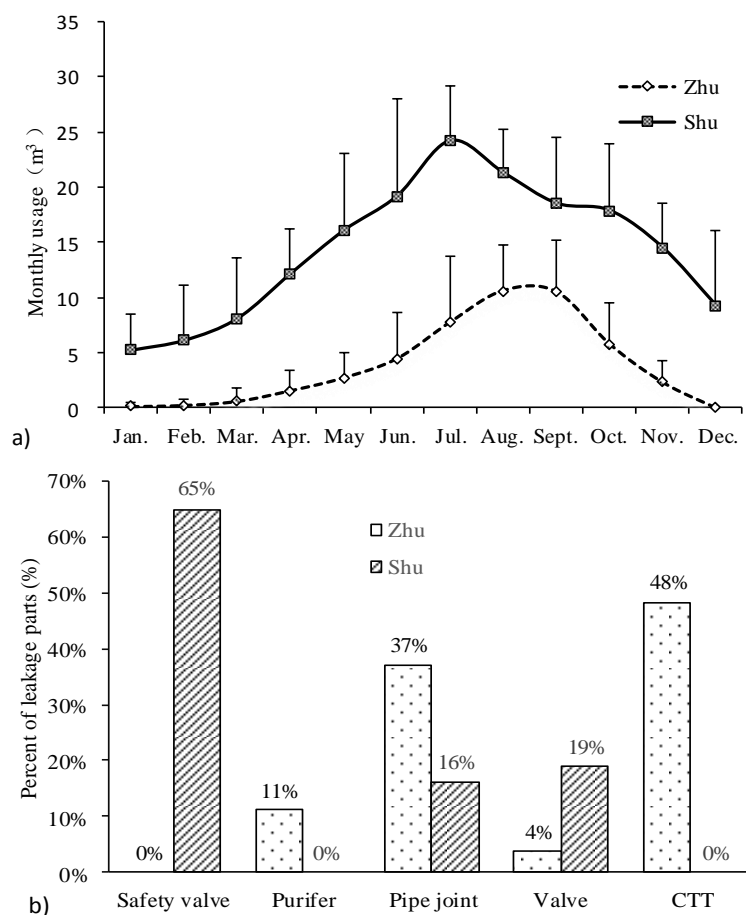 35
30
25
20
15
10
5
0
Monthly usage（m³ ）
Zhu
Shu
a)
Jan. Feb. Mar. Apr. May Jun. Jul. Aug. Sept. Oct. Nov. Dec.
70%
60%
50%
40%
30%
20%
10%
0%
Percent of leakage parts (%)
65%
Zhu
Shu
48%
37%
16%
19%
11%
4%
0%
0%
0%
b)
Safety valve Purifer Pipe joint Valve CTT